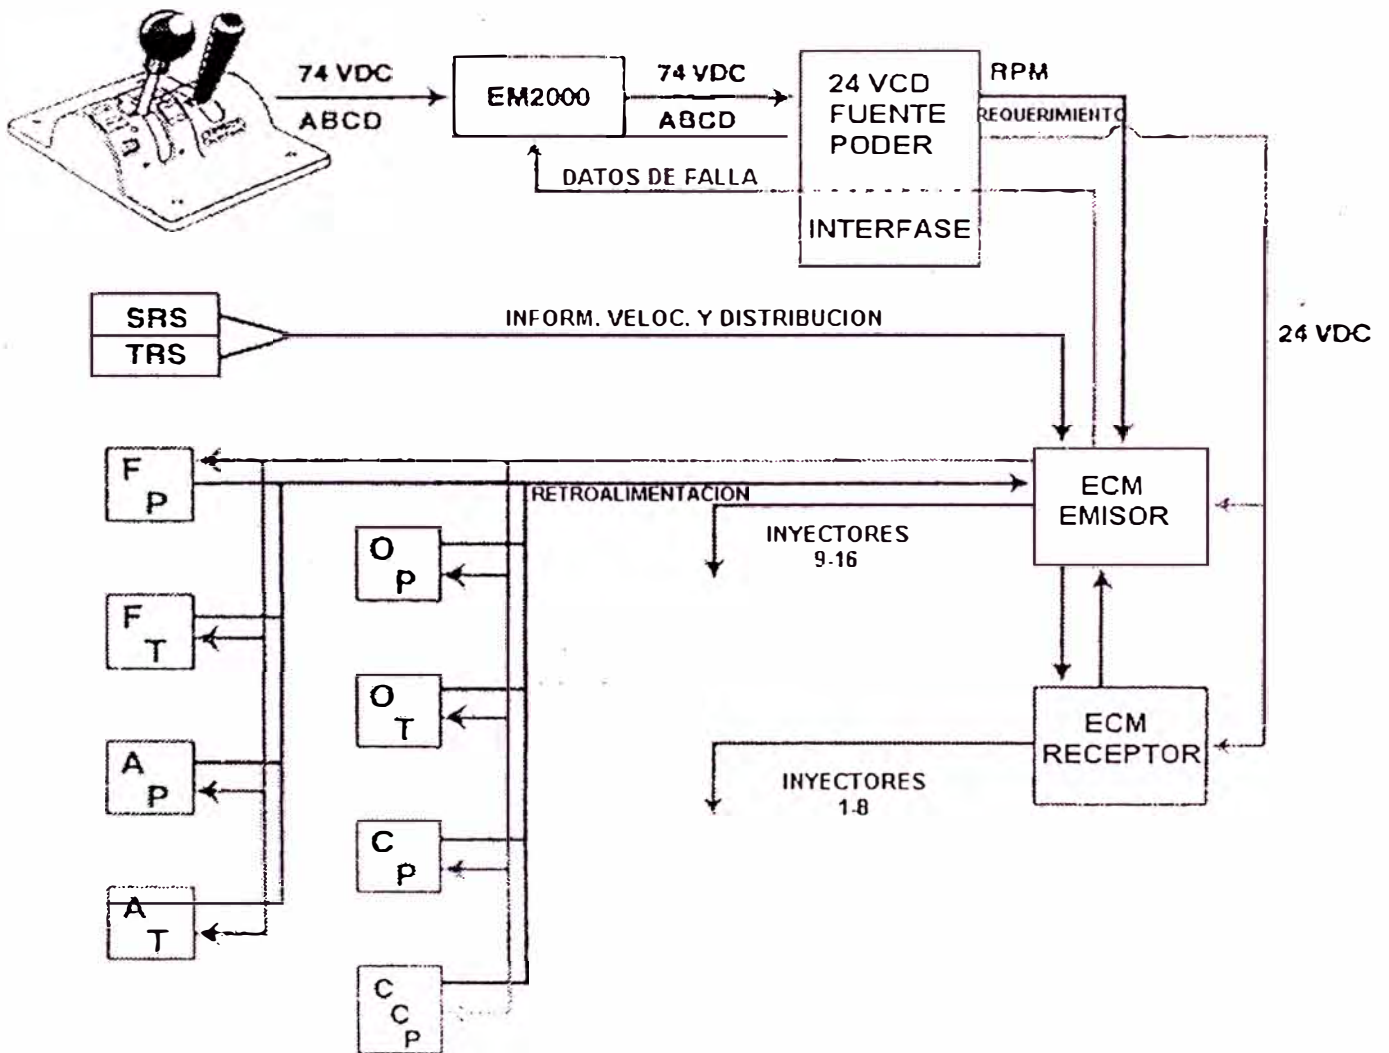 74 VDC
ABCD
EM2000
74 VDC
ABCD
24 VCD
FUENTE
PODER
INTERFASE
RPM
REQUERIMIENTO
DATOS DE FALLA
SRS
TRS
INFORM. VELOC. Y DISTRIBUCION
24 VDC
F
P
RETROALIMENTACION
ECM
EMISOR
INYECTORES
9-16
O
P
F
T
O
T
ECM
RECEPTOR
INYECTORES
1-8
A
P
C
P
A
T
C
C
P